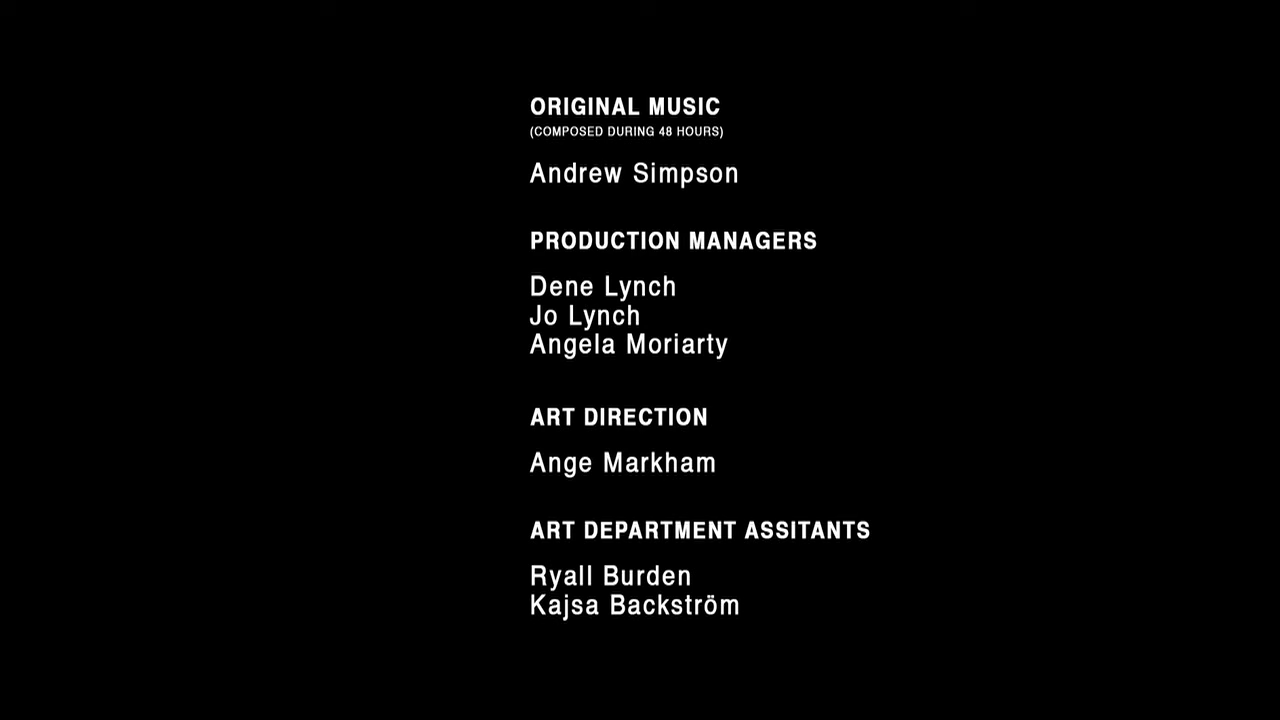 ORIGINAL MUSIC
(COMPOSED DURING 48 HOURS)
Andrew Simpson
PRODUCTION MANAGERS
Dene Lynch
Jo Lynch
Angela Moriarty
ART DIRECTION
Ange Markham
ART DEPARTMENT ASSITANTS
Ryall Burden
Kajsa Backström